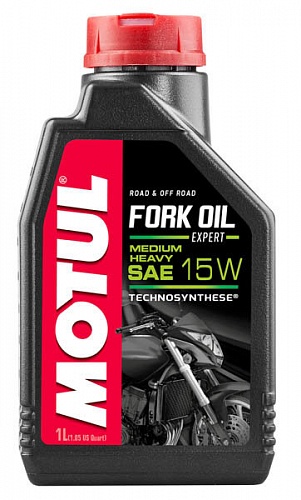 MOTUL®
ROAD & OFF ROAD
FORK OIL
EXPERT
MEDIUM
HEAVY
SAE 15W
TECHNOSYNTHESE®
1L (1.05 US Quart)